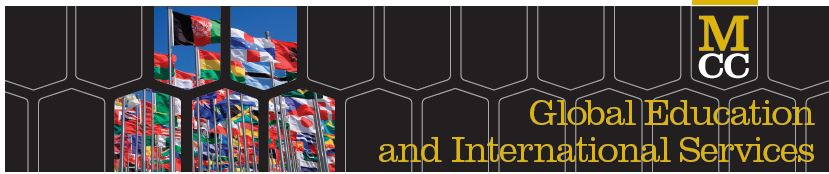 M
CC
Global Education
and International Services